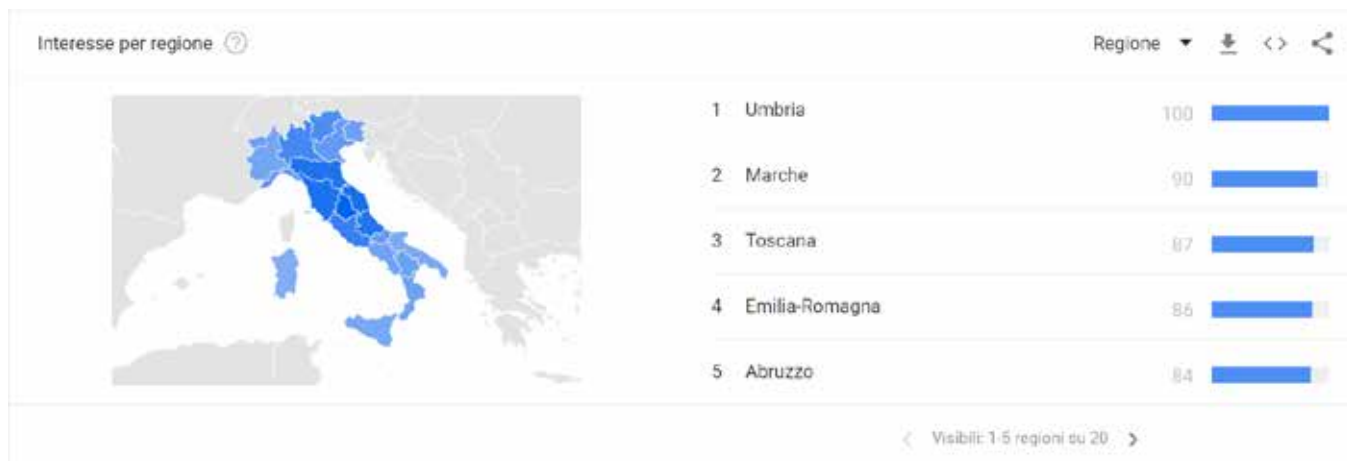 Interesse per regione
Regione
1 Umbria 100
2 Marche 90
3 Toscana 87
4 Emilia-Romagna 86
5 Abruzzo 84
Visibili: 1-5 regioni su 20